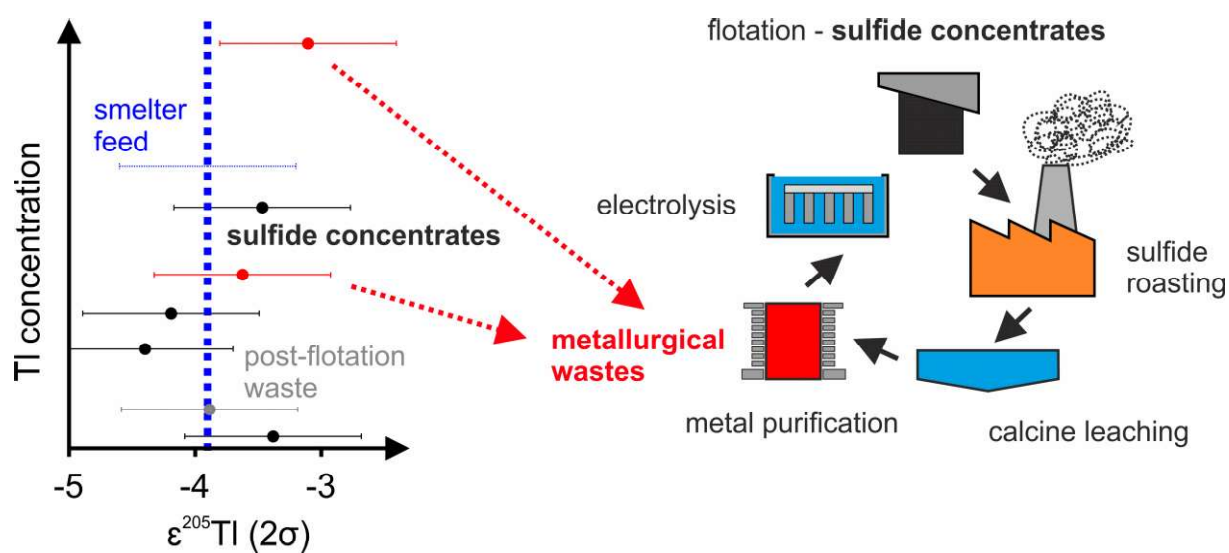 flotation - sulfide concentrates
smelter
feed
sulfide concentrates
post-flotation
waste
Tl concentration
-5
-4
-3
ε²⁰⁵Tl (2σ)
electrolysis
sulfide
roasting
metallurgical
wastes
metal purification
calcine leaching